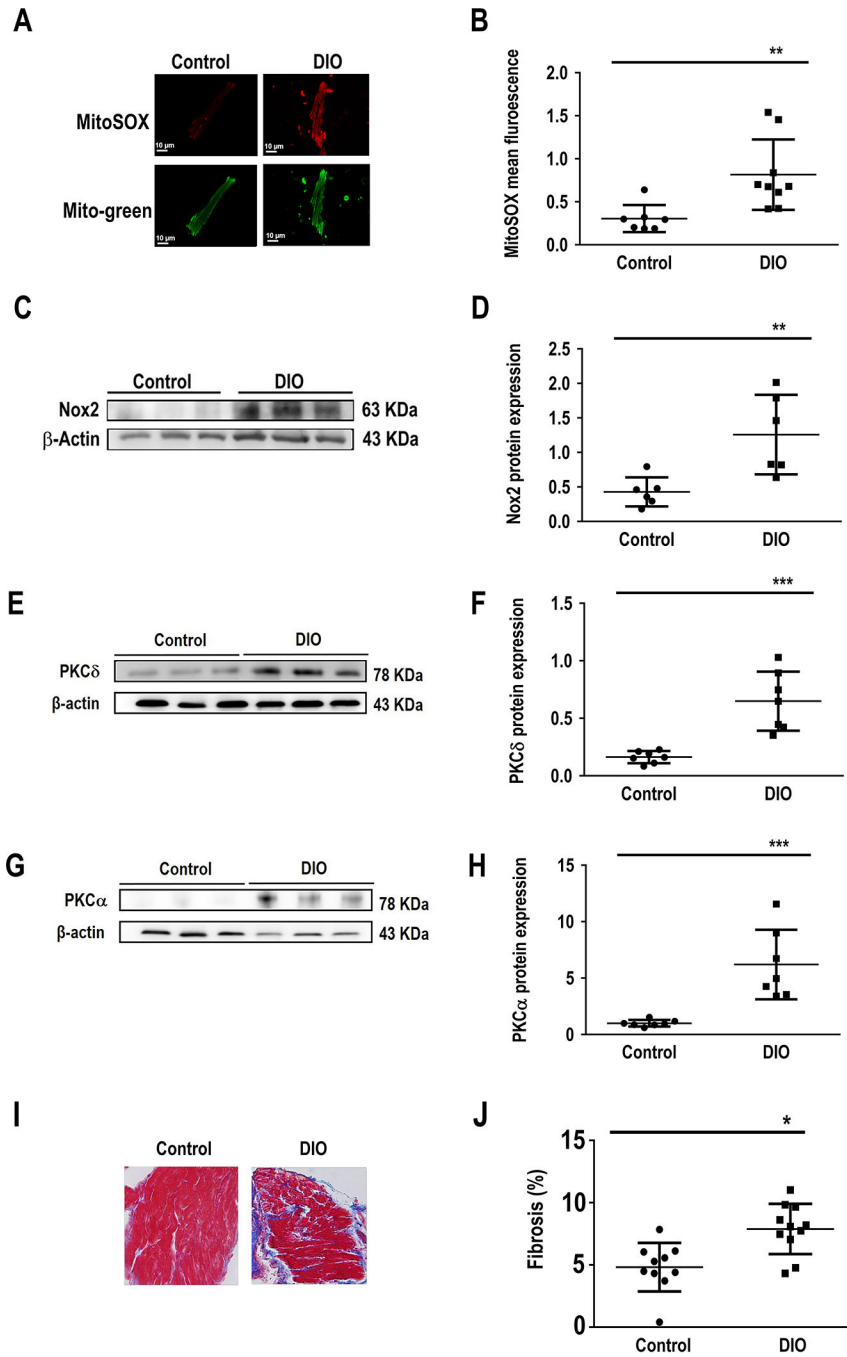 A
Control DIO
MitoSOX
10 µm 10 µm
Mito-green
10 µm 10 µm
B
**
MitoSOX mean fluroescence
2.0
1.5
1.0
0.5
0.0
Control DIO
C
Control DIO
Nox2 63 KDa
β-Actin 43 KDa
D
**
Nox2 protein expression
2.5
2.0
1.5
1.0
0.5
0.0
Control DIO
E
Control DIO
PKCδ 78 KDa
β-actin 43 KDa
F
***
PKCδ protein expression
1.5
1.0
0.5
0.0
Control DIO
G
Control DIO
PKCα 78 KDa
β-actin 43 KDa
H
***
PKCα protein expression
15
10
5
0
Control DIO
I
Control DIO
J
*
Fibrosis (%)
15
10
5
0
Control DIO